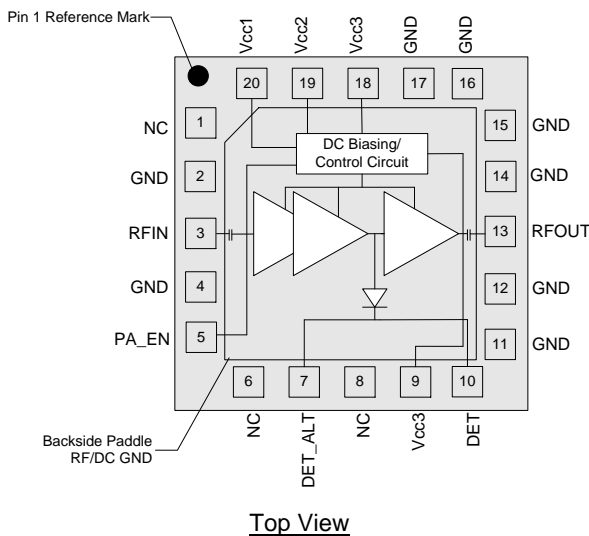 Pin 1 Reference Mark
Vcc1
Vcc2
Vcc3
GND
GND
20
19
18
17
16
NC
1
DC Biasing/
Control Circuit
15
GND
GND
2
14
GND
RFIN
3
13
RFOUT
GND
4
12
GND
PA_EN
5
11
GND
6
7
8
9
10
NC
DET_ALT
NC
Vcc3
DET
Backside Paddle
RF/DC GND
Top View